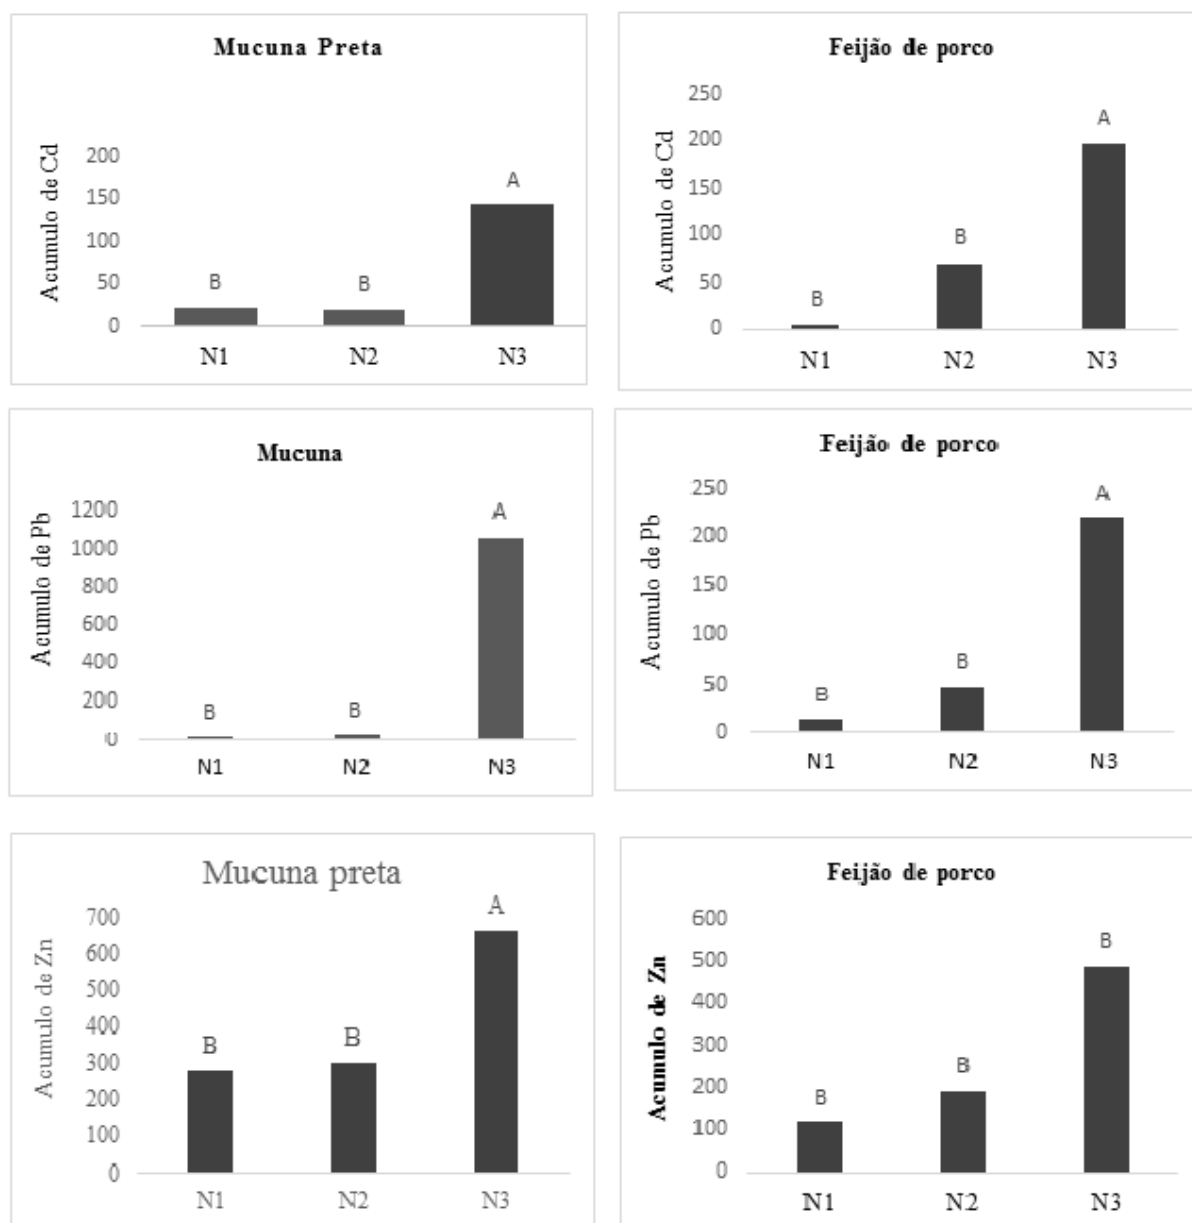 Mucuna Preta
Acumulo de Cd
200
150
100
50
0
B
B
A
N1 N2 N3
Feijão de porco
Acumulo de Cd
250
200
150
100
50
0
B
B
A
N1 N2 N3
Mucuna
Acumulo de Pb
1200
1000
800
600
400
200
0
B
B
A
N1 N2 N3
Feijão de porco
Acumulo de Pb
250
200
150
100
50
0
B
B
A
N1 N2 N3
Mucuna preta
Acumulo de Zn
700
600
500
400
300
200
100
0
B
B
A
N1 N2 N3
Feijão de porco
Acumulo de Zn
600
500
400
300
200
100
0
B
B
B
N1 N2 N3